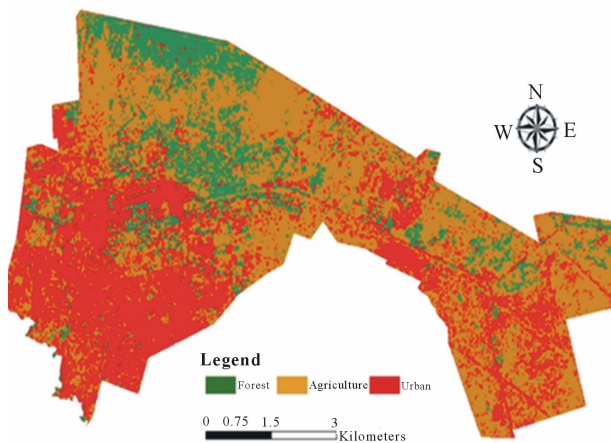 N
W E
S
Legend
Forest Agriculture Urban
0 0.75 1.5 3
Kilometers